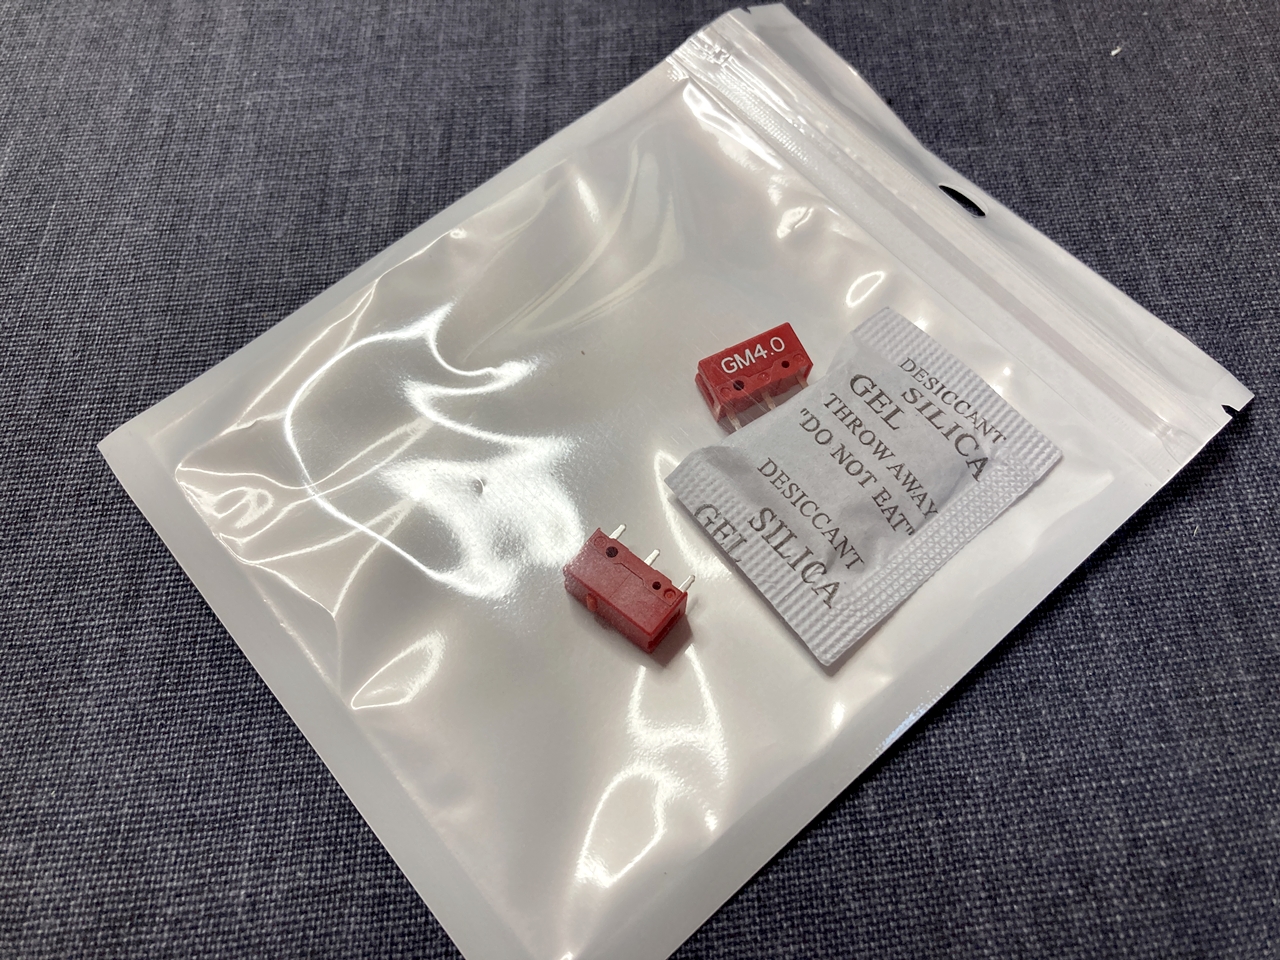 GM4.0
DESICCANT
SILICA
GEL
THROW AWAY
"DO NOT EAT"
DESICCANT
SILICA
GEL